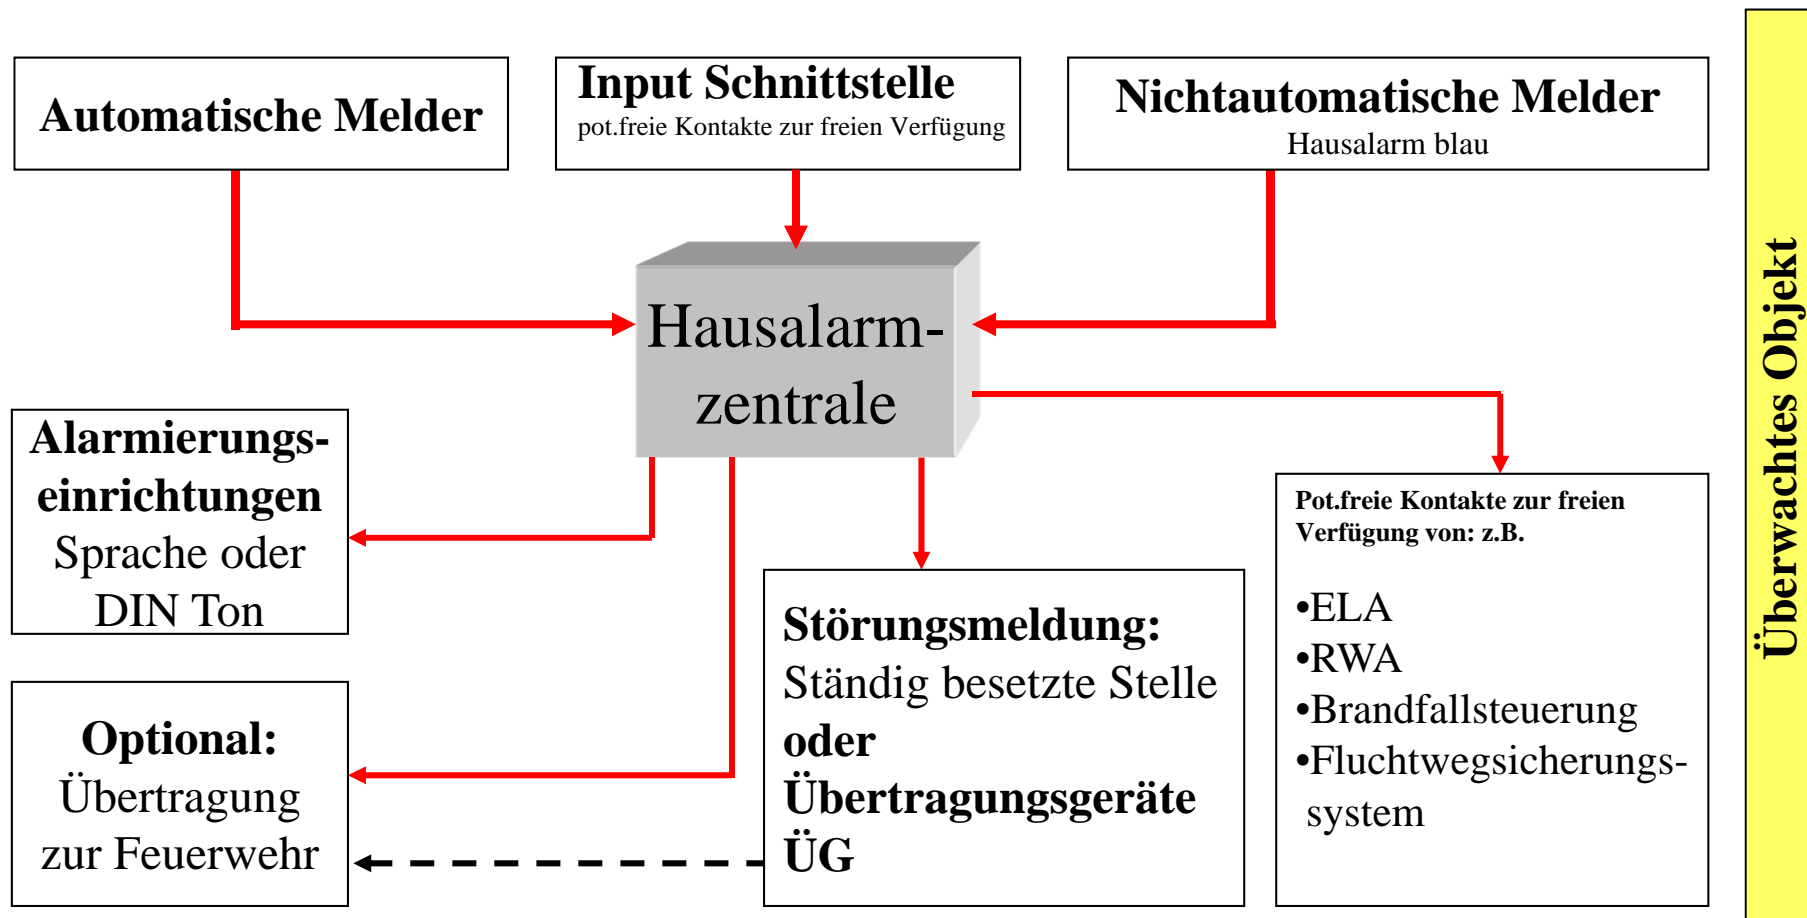 Automatische Melder
Input Schnittstelle
pot.freie Kontakte zur freien Verfügung
Nichtautomatische Melder
Hausalarm blau
Hausalarm-
zentrale
Alarmierungs-
einrichtungen
Sprache oder
DIN Ton
Optional:
Übertragung
zur Feuerwehr
Störungsmeldung:
Ständig besetzte Stelle
oder
Übertragungsgeräte
ÜG
Pot.freie Kontakte zur freien
Verfügung von: z.B.
•ELA
•RWA
•Brandfallsteuerung
•Fluchtwegsicherungs-
system
Überwachtes Objekt